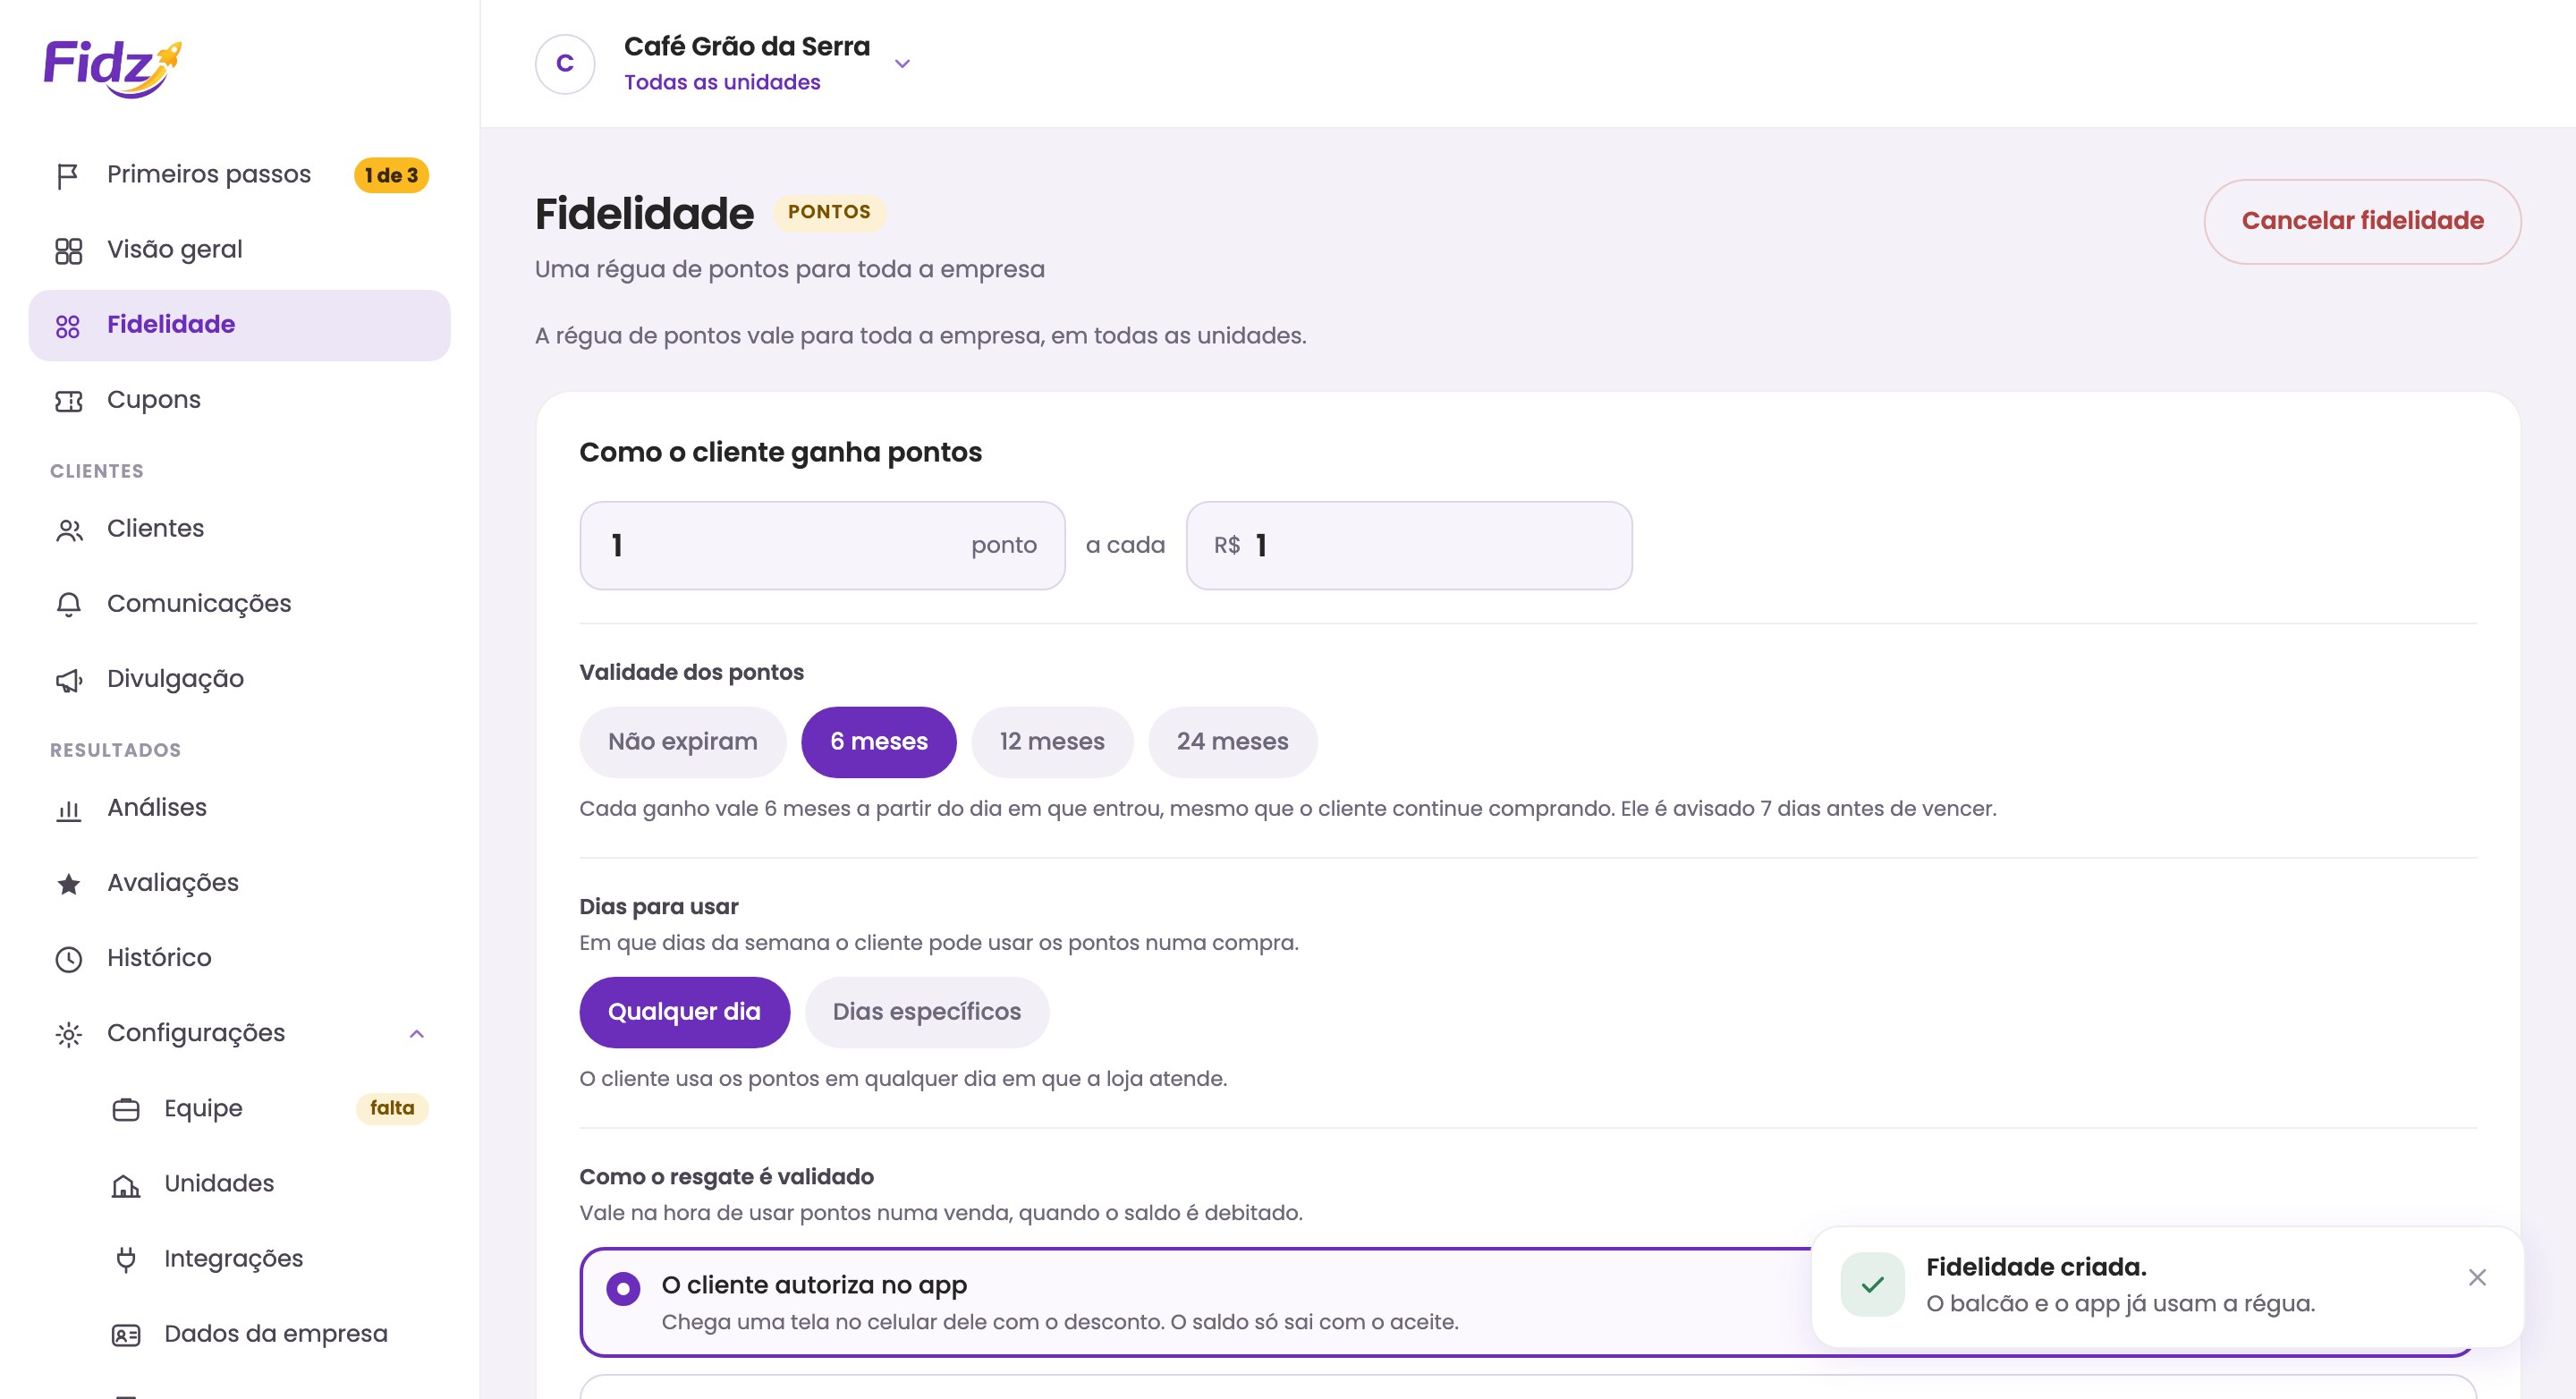 Fidz
Primeiros passos
1 de 3
Visão geral
Fidelidade
Cupons
CLIENTES
Clientes
Comunicações
Divulgação
RESULTADOS
Análises
Avaliações
Histórico
Configurações
Equipe
falta
Unidades
Integrações
Dados da empresa
C
Café Grão da Serra
Todas as unidades
Fidelidade
PONTOS
Uma régua de pontos para toda a empresa
Cancelar fidelidade
A régua de pontos vale para toda a empresa, em todas as unidades.
Como o cliente ganha pontos
1 ponto a cada R$ 1
Validade dos pontos
Não expiram
6 meses
12 meses
24 meses
Cada ganho vale 6 meses a partir do dia em que entrou, mesmo que o cliente continue comprando. Ele é avisado 7 dias antes de vencer.
Dias para usar
Em que dias da semana o cliente pode usar os pontos numa compra.
Qualquer dia
Dias específicos
O cliente usa os pontos em qualquer dia em que a loja atende.
Como o resgate é validado
Vale na hora de usar pontos numa venda, quando o saldo é debitado.
O cliente autoriza no app
Chega uma tela no celular dele com o desconto. O saldo só sai com o aceite.
Fidelidade criada.
O balcão e o app já usam a régua.